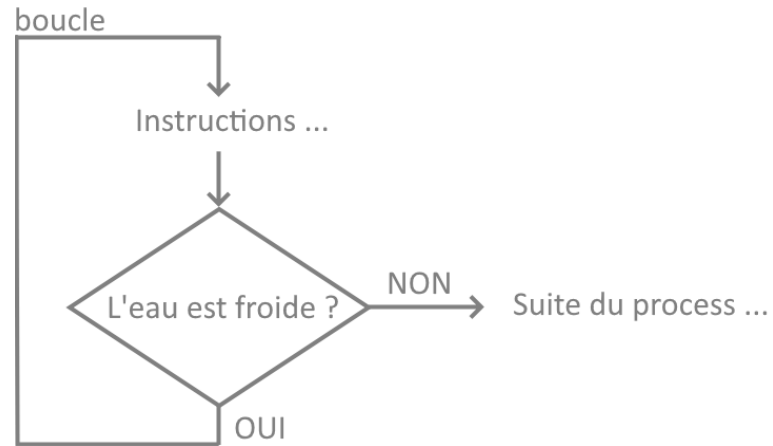 boucle
Instructions ...
L'eau est froide ?
NON
Suite du process ...
OUI